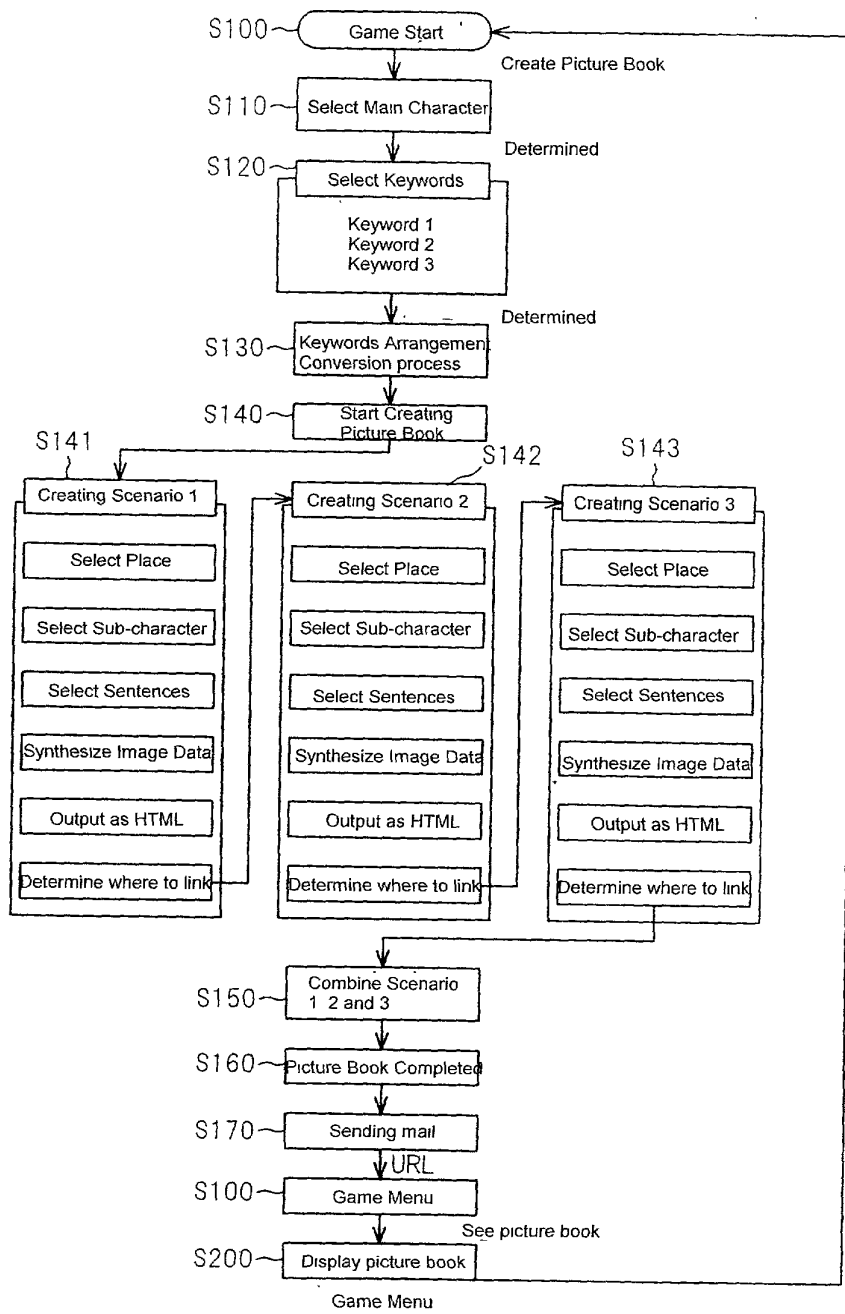 S100
Game Start
Create Picture Book
S110
Select Main Character
Determined
S120
Select Keywords
Keyword 1
Keyword 2
Keyword 3
Determined
S130
Keywords Arrangement
Conversion process
S140
Start Creating
Picture Book
S141
Creating Scenario 1
Select Place
Select Sub-character
Select Sentences
Synthesize Image Data
Output as HTML
Determine where to link
S142
Creating Scenario 2
Select Place
Select Sub-character
Select Sentences
Synthesize Image Data
Output as HTML
Determine where to link
S143
Creating Scenario 3
Select Place
Select Sub-character
Select Sentences
Synthesize Image Data
Output as HTML
Determine where to link
S150
Combine Scenario
1 2 and 3
S160
Picture Book Completed
S170
Sending mail
URL
S100
Game Menu
See picture book
S200
Display picture book
Game Menu